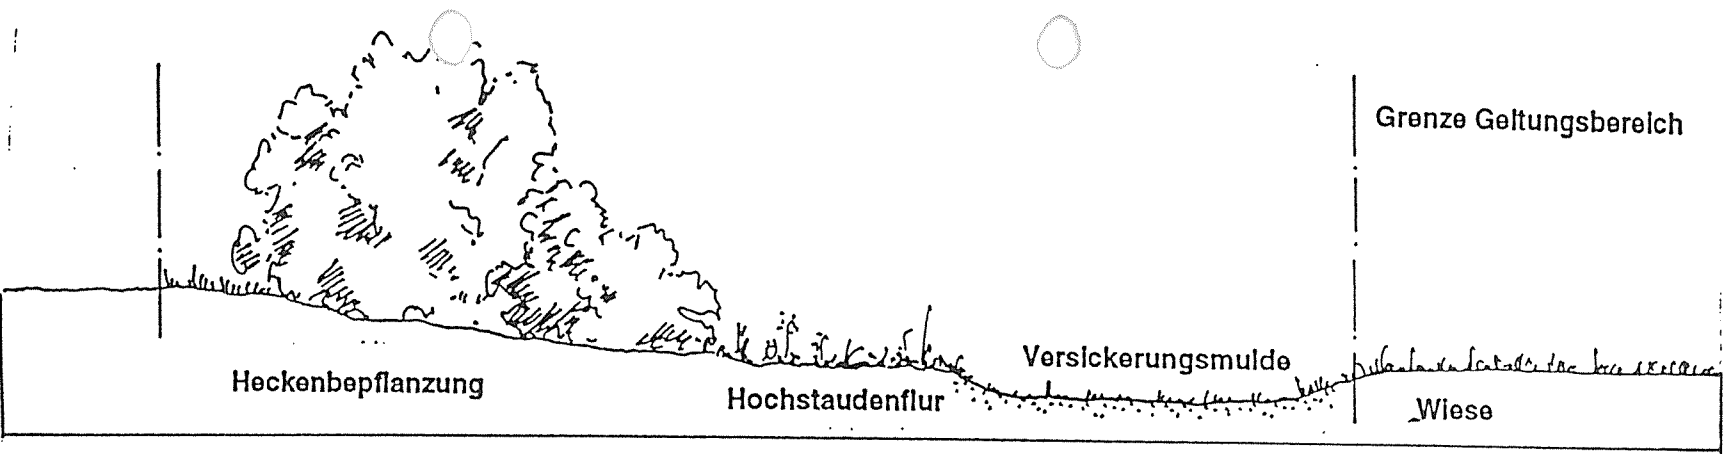 Grenze Geltungsbereich
Versickerungsmulde
Heckenbepflanzung
Hochstaudenflur
Wiese